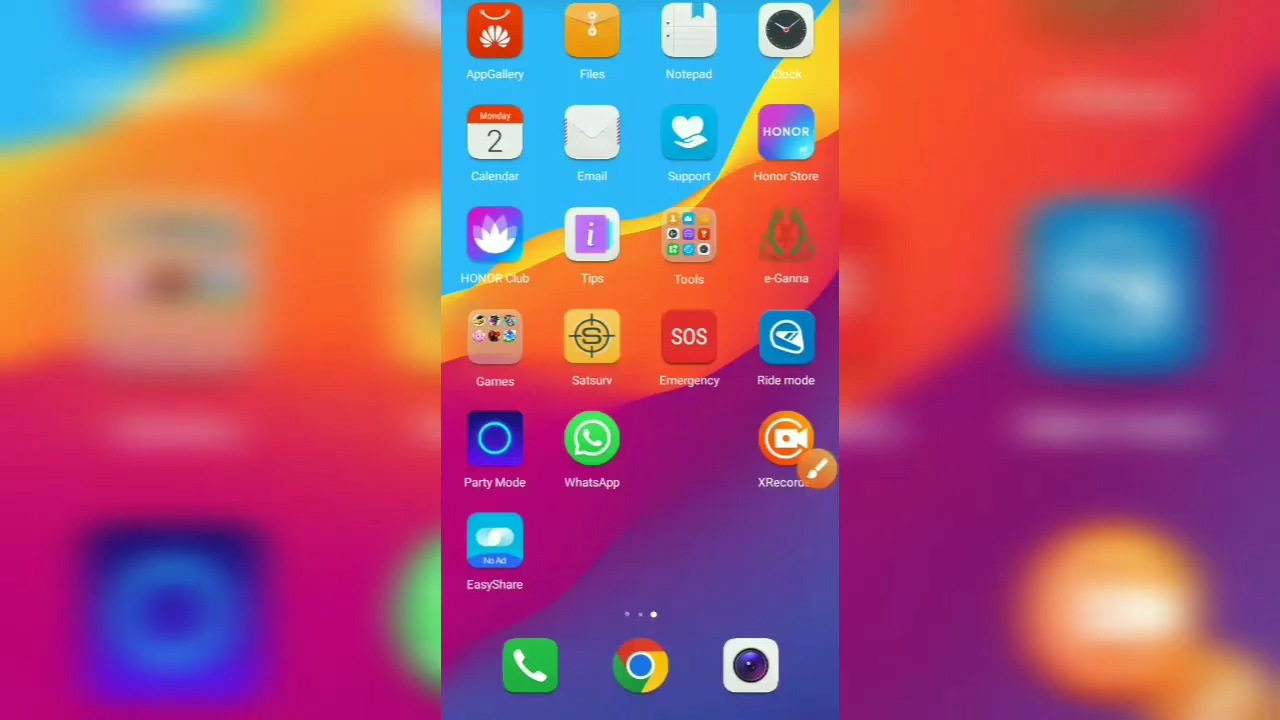 AppGallery Files Notepad Clock
Monday
2
HONOR
Calendar Email Support Honor Store
i
HONOR Club Tips Tools e-Ganna
S
SOS
Games Satsurv Emergency Ride mode
Party Mode WhatsApp XRecorde
No Ad
EasyShare